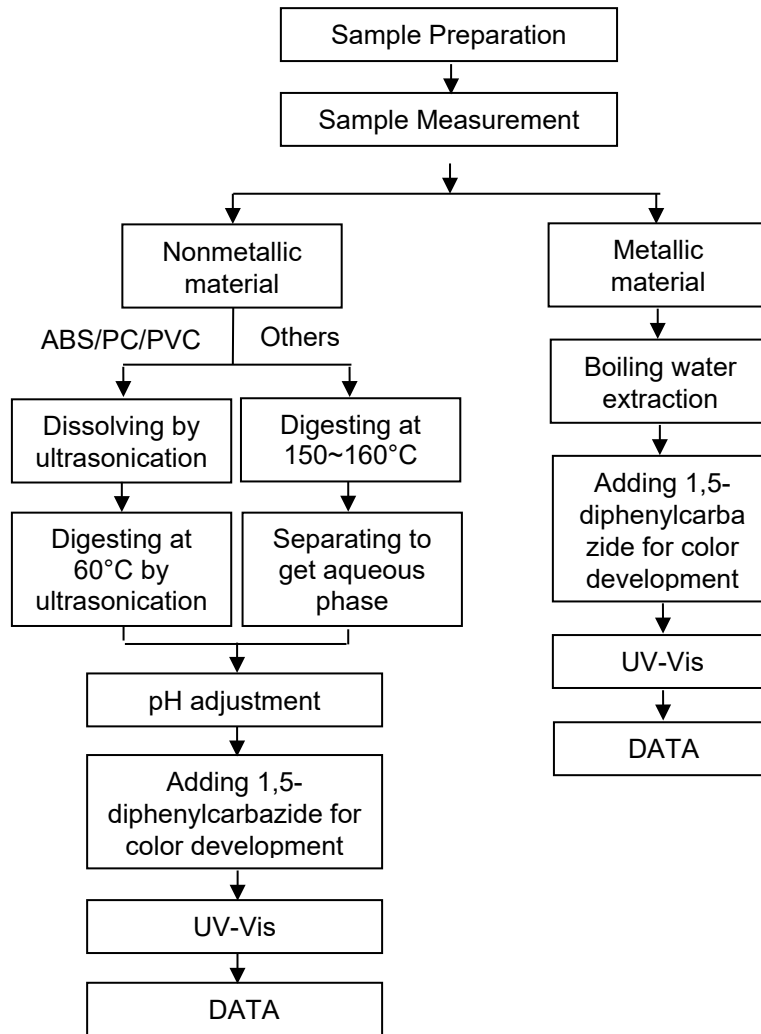 Sample Preparation
Sample Measurement
Nonmetallic
material
Metallic
material
ABS/PC/PVC
Others
Dissolving by
ultrasonication
Digesting at
150~160°C
Boiling water
extraction
Digesting at
60°C by
ultrasonication
Separating to
get aqueous
phase
Adding 1,5-
diphenylcarba
zide for color
development
pH adjustment
UV-Vis
DATA
Adding 1,5-
diphenylcarbazide for
color development
UV-Vis
DATA